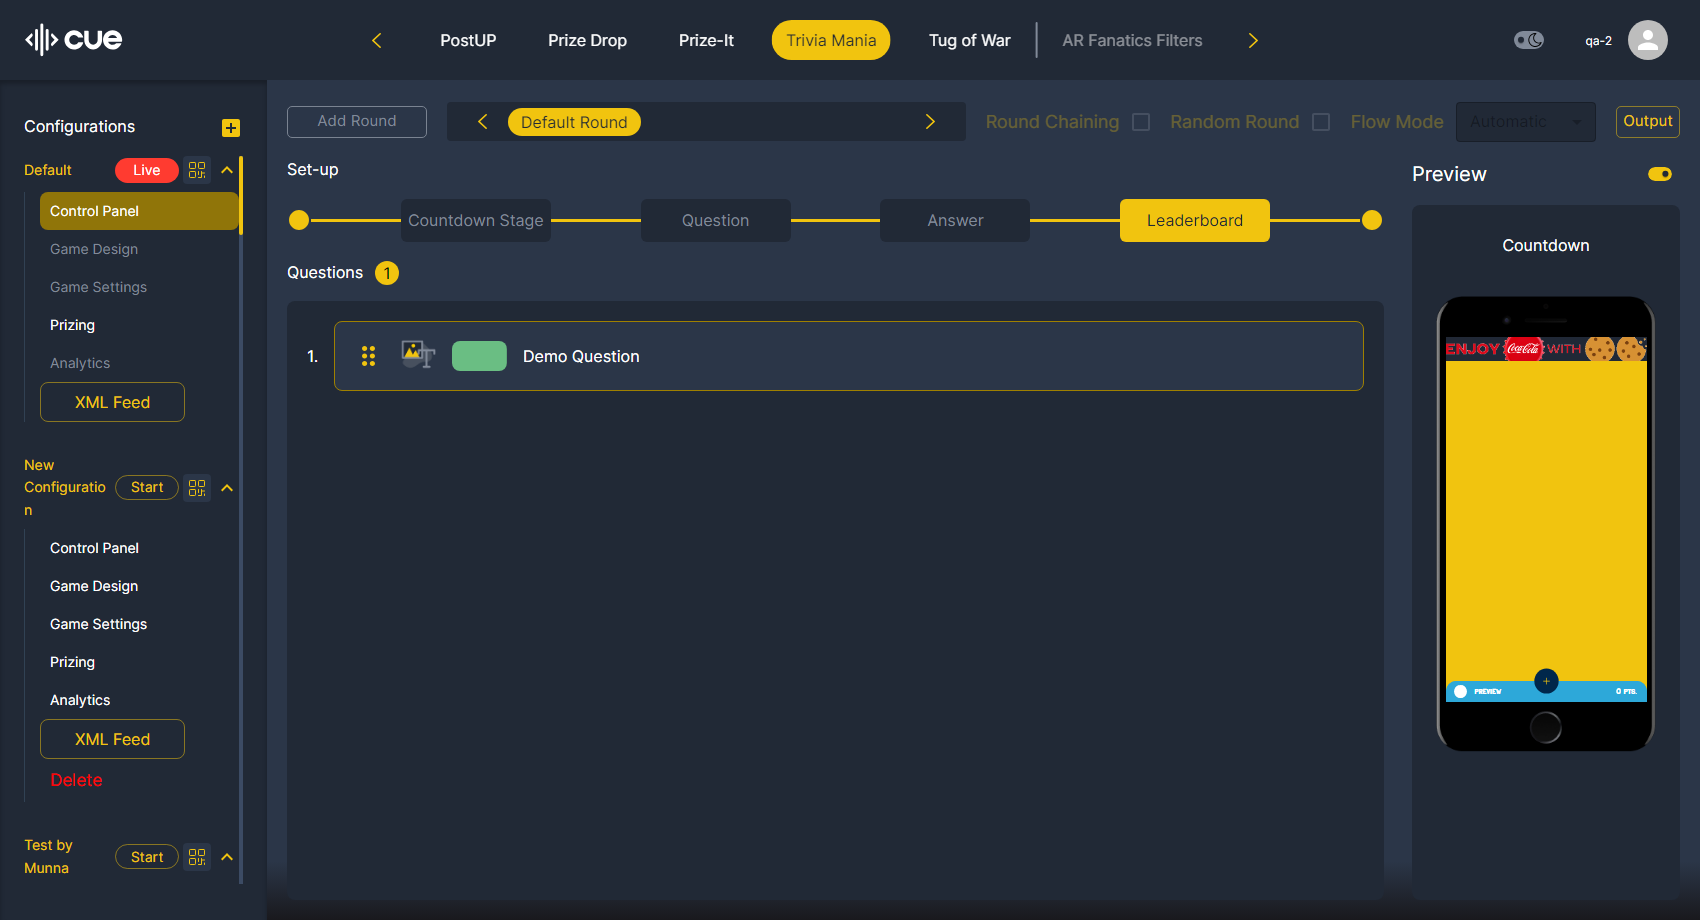 cue
PostUP
Prize Drop
Prize-It
Trivia Mania
Tug of War
AR Fanatics Filters
qa-2
Configurations
Default
Live
Control Panel
Game Design
Game Settings
Prizing
Analytics
XML Feed
New
Configuratio
n
Start
Control Panel
Game Design
Game Settings
Prizing
Analytics
XML Feed
Delete
Test by
Munna
Start
Add Round
Default Round
Round Chaining
Random Round
Flow Mode
Automatic
Output
Set-up
Countdown Stage
Question
Answer
Leaderboard
Questions
1
1.
Demo Question
Preview
Countdown
ENJOY Coca-Cola WITH
PREVIEW
0 PTS.